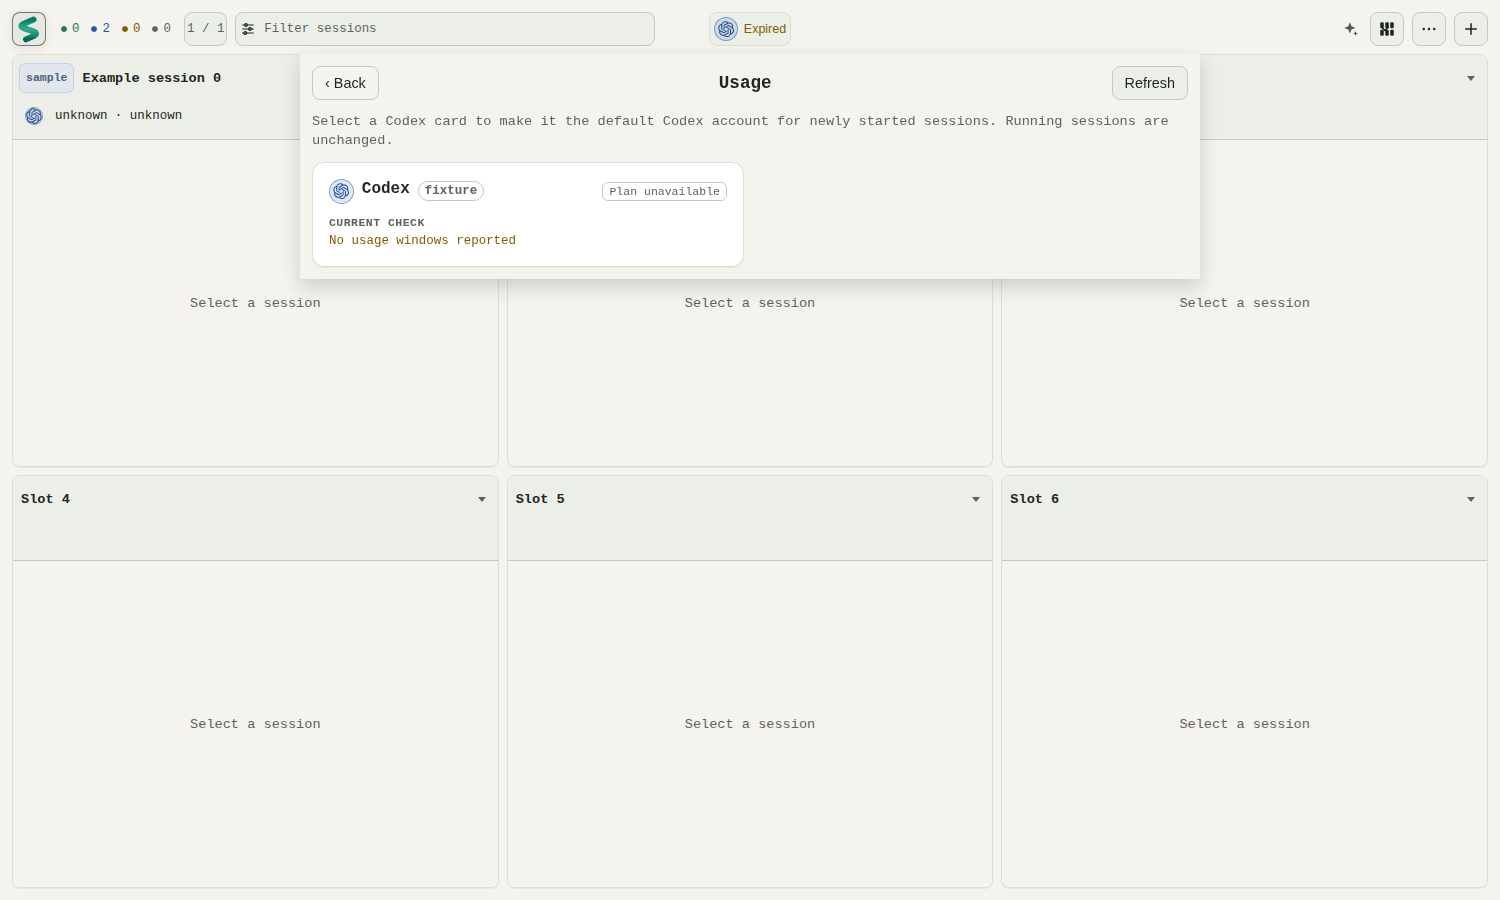 0 2 0 0 1 / 1 Filter sessions Expired
sample Example session 0
unknown · unknown
‹ Back Usage Refresh
Select a Codex card to make it the default Codex account for newly started sessions. Running sessions are
unchanged.
Codex fixture Plan unavailable
CURRENT CHECK
No usage windows reported
Select a session Select a session Select a session
Slot 4 Slot 5 Slot 6
Select a session Select a session Select a session